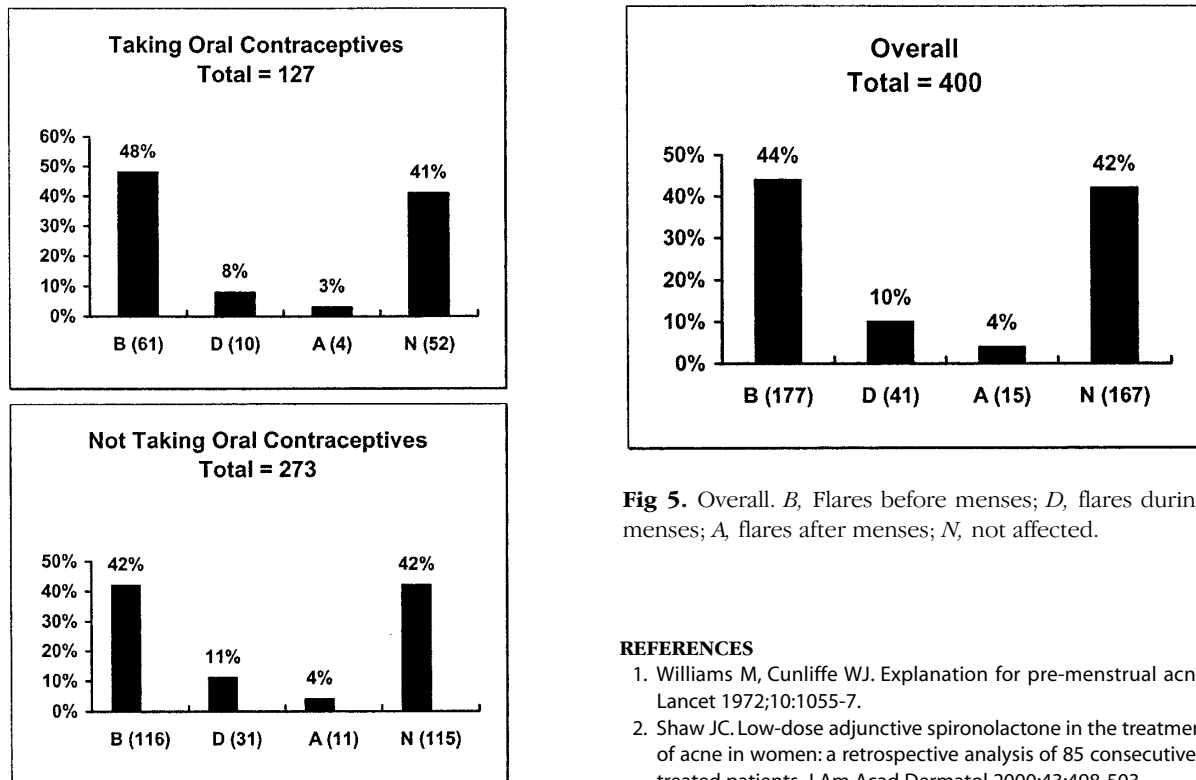 Taking Oral Contraceptives
Total = 127
60%
50%
40%
30%
20%
10%
0%
48%
8%
3%
41%
B (61) D (10) A (4) N (52)
Not Taking Oral Contraceptives
Total = 273
50%
40%
30%
20%
10%
0%
42%
11%
4%
42%
B (116) D (31) A (11) N (115)
Overall
Total = 400
50%
40%
30%
20%
10%
0%
44%
10%
4%
42%
B (177) D (41) A (15) N (167)
Fig 5. Overall. B, Flares before menses; D, flares durin
menses; A, flares after menses; N, not affected.
REFERENCES
1. Williams M, Cunliffe WJ. Explanation for pre-menstrual acn
Lancet 1972;10:1055-7.
2. Shaw JC. Low-dose adjunctive spironolactone in the treatmen
of acne in women: a retrospective analysis of 85 consecutive